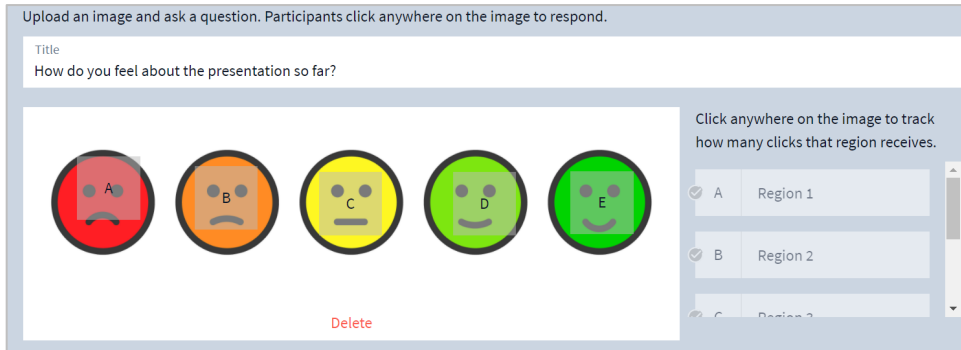 Upload an image and ask a question. Participants click anywhere on the image to respond.
Title
How do you feel about the presentation so far?
Click anywhere on the image to track
how many clicks that region receives.
A
B
C
D
E
A Region 1
B Region 2
C Region 3
Delete